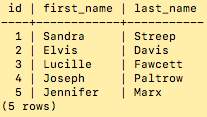 id | first_name | last_name
----+------------+-----------
  1 | Sandra     | Streep
  2 | Elvis      | Davis
  3 | Lucille    | Fawcett
  4 | Joseph     | Paltrow
  5 | Jennifer   | Marx
(5 rows)